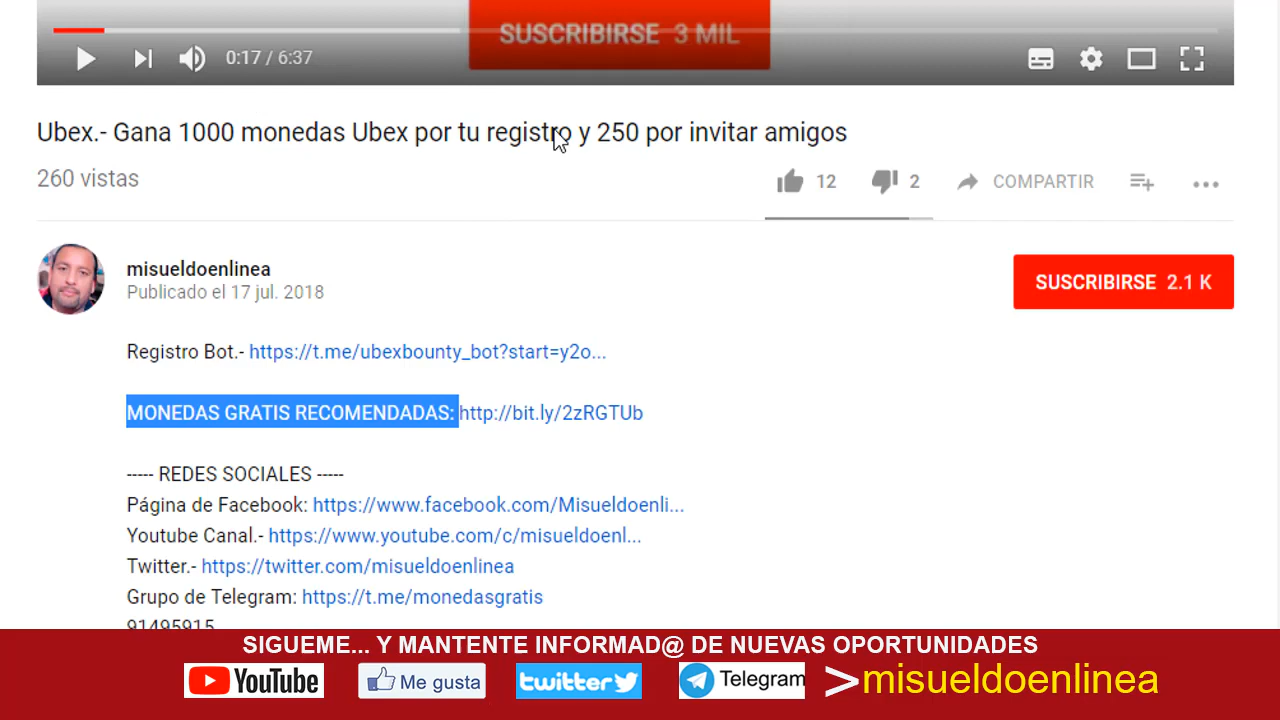 SUSCRIBIRSE 3 MIL
0:17 / 6:37
Ubex.- Gana 1000 monedas Ubex por tu registro y 250 por invitar amigos
260 vistas
12 2 COMPARTIR
misueldoenlinea
Publicado el 17 jul. 2018
SUSCRIBIRSE 2.1 K
Registro Bot.- https://t.me/ubexbounty_bot?start=y2o...
MONEDAS GRATIS RECOMENDADAS: http://bit.ly/2zRGTUb
----- REDES SOCIALES -----
Página de Facebook: https://www.facebook.com/Misueldoenli...
Youtube Canal.- https://www.youtube.com/c/misueldoenl...
Twitter.- https://twitter.com/misueldoenlinea
Grupo de Telegram: https://t.me/monedasgratis
91495915
SIGUEME... Y MANTENTE INFORMAD@ DE NUEVAS OPORTUNIDADES
YouTube Me gusta twitter Telegram >misueldoenlinea